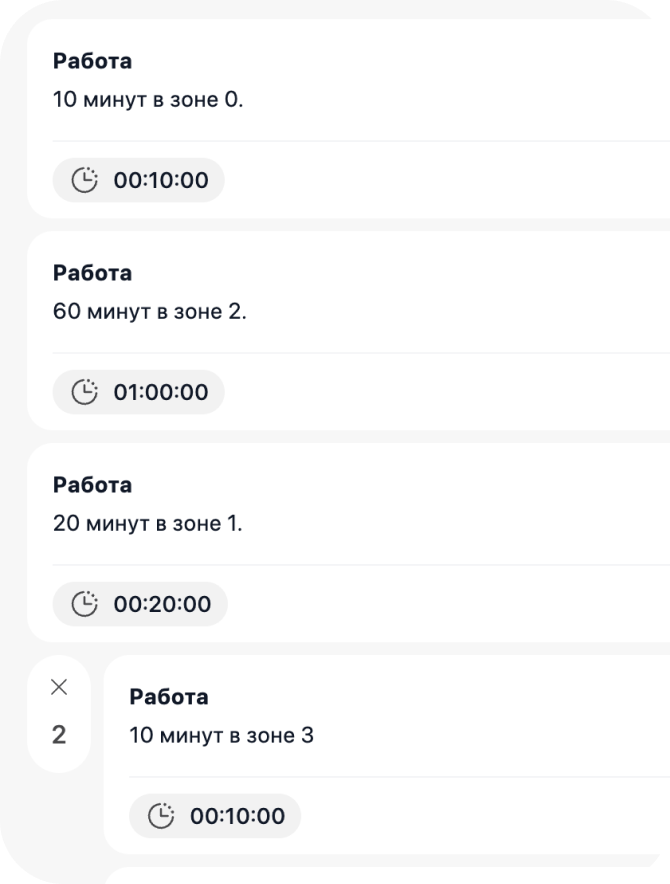 Работа
10 минут в зоне 0.
00:10:00
Работа
60 минут в зоне 2.
01:00:00
Работа
20 минут в зоне 1.
00:20:00
2
Работа
10 минут в зоне 3
00:10:00